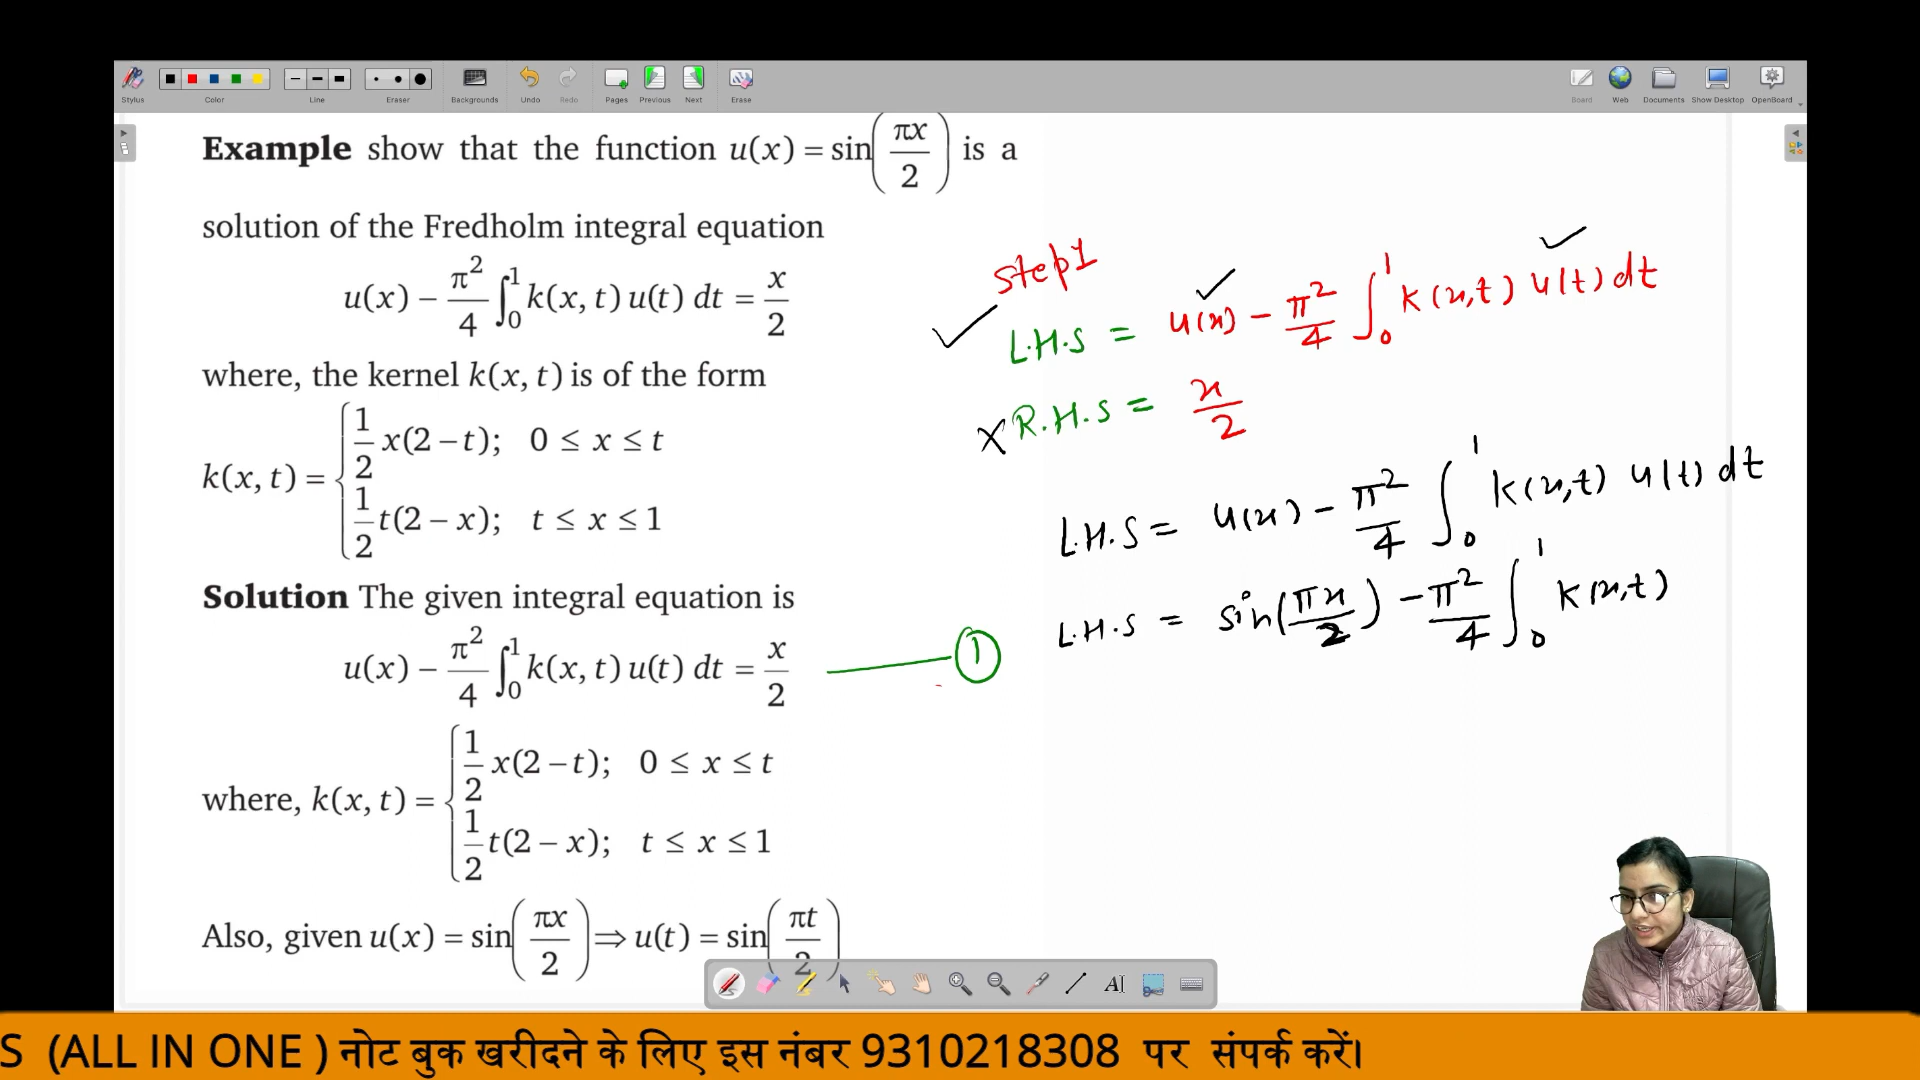 Stylus Color Line Eraser Backgrounds Undo Redo Pages Previous Next Erase Board Web Documents Show Desktop OpenBoard
Example show that the function u(x) = sin(πx/2) is a
solution of the Fredholm integral equation
u(x) − π²/4 ∫₀¹ k(x, t) u(t) dt = x/2
where, the kernel k(x, t) is of the form
k(x, t) = { 1/2 x(2 − t); 0 ≤ x ≤ t
1/2 t(2 − x); t ≤ x ≤ 1
Solution The given integral equation is
u(x) − π²/4 ∫₀¹ k(x, t) u(t) dt = x/2 —— ①
where, k(x, t) = { 1/2 x(2 − t); 0 ≤ x ≤ t
1/2 t(2 − x); t ≤ x ≤ 1
Also, given u(x) = sin(πx/2) ⇒ u(t) = sin(πt/2)
Step1
L.H.S = u(x) − π²/4 ∫₀¹ K(x,t) u(t) dt
R.H.S = x/2
L.H.S = u(x) − π²/4 ∫₀¹ K(x,t) u(t) dt
L.H.S = sin(πx/2) − π²/4 ∫₀¹ K(x,t)
S (ALL IN ONE ) नोट बुक खरीदने के लिए इस नंबर 9310218308 पर संपर्क करें।